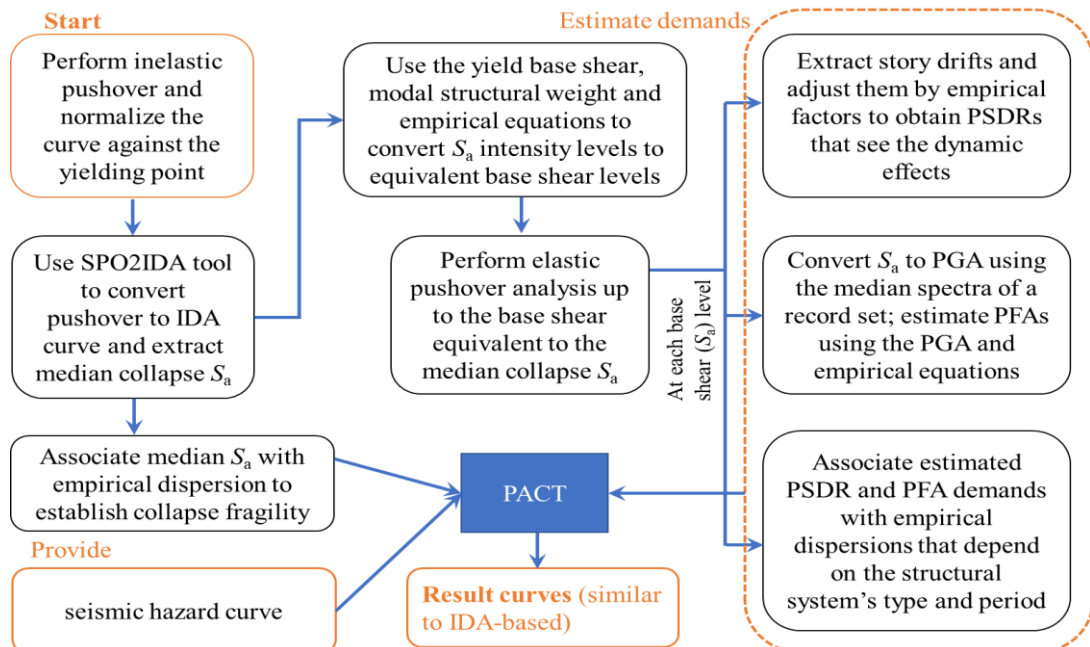 Start
Perform inelastic
pushover and
normalize the
curve against the
yielding point
Use SPO2IDA tool
to convert
pushover to IDA
curve and extract
median collapse Sa
Associate median Sa with
empirical dispersion to
establish collapse fragility
Provide
seismic hazard curve
Use the yield base shear,
modal structural weight and
empirical equations to
convert Sa intensity levels to
equivalent base shear levels
Perform elastic
pushover analysis up
to the base shear
equivalent to the
median collapse Sa
At each base
shear (Sa) level
PACT
Result curves (similar
to IDA-based)
Estimate demands
Extract story drifts and
adjust them by empirical
factors to obtain PSDRs
that see the dynamic
effects
Convert Sa to PGA using
the median spectra of a
record set; estimate PFAs
using the PGA and
empirical equations
Associate estimated
PSDR and PFA demands
with empirical
dispersions that depend
on the structural
system's type and period